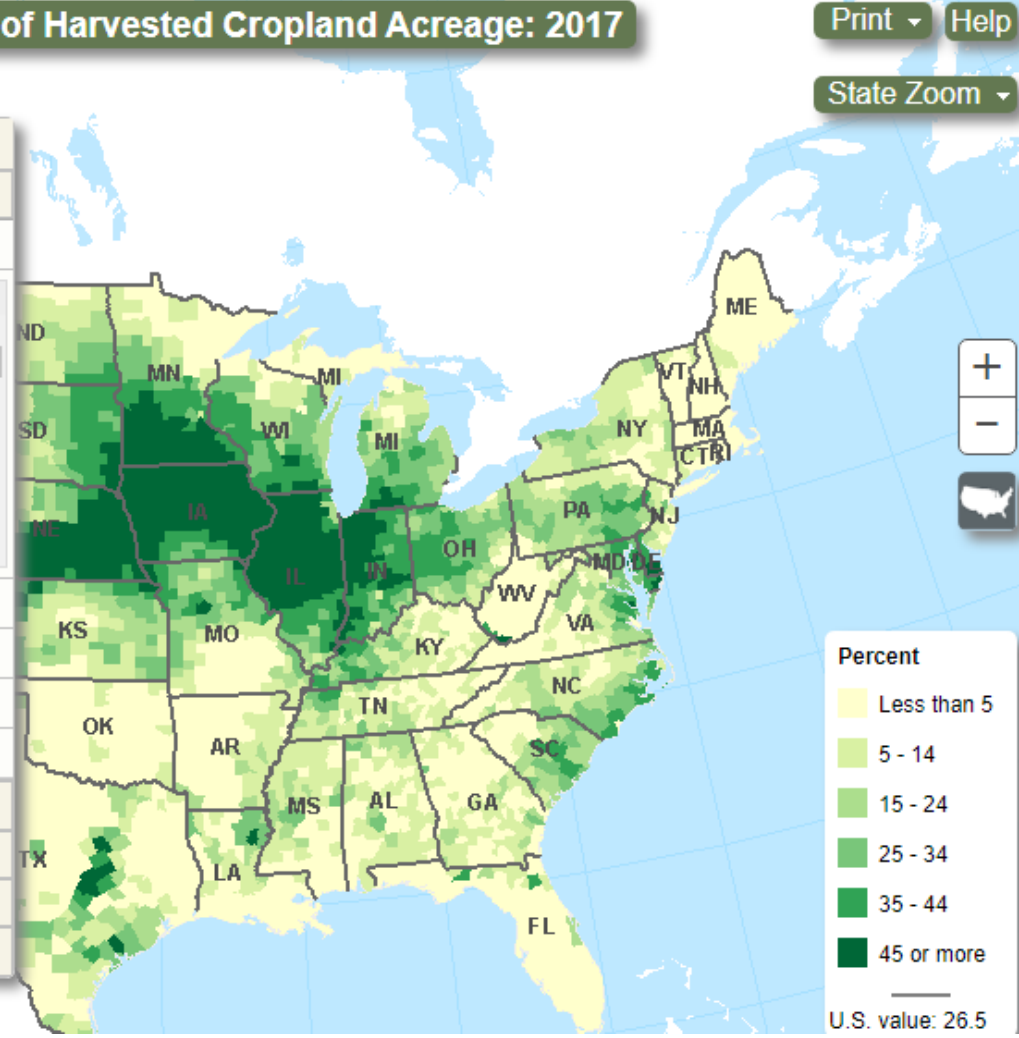 of Harvested Cropland Acreage: 2017
Print
Help
State Zoom
ME
ND
MN
MI
VT
NH
SD
WI
MI
NY
MA
CT
RI
NE
IA
PA
NJ
OH
IL
IN
MD
DE
WV
KS
MO
VA
KY
NC
TN
OK
AR
SC
MS
AL
GA
TX
LA
FL
+
−
Percent
Less than 5
5 - 14
15 - 24
25 - 34
35 - 44
45 or more
U.S. value: 26.5